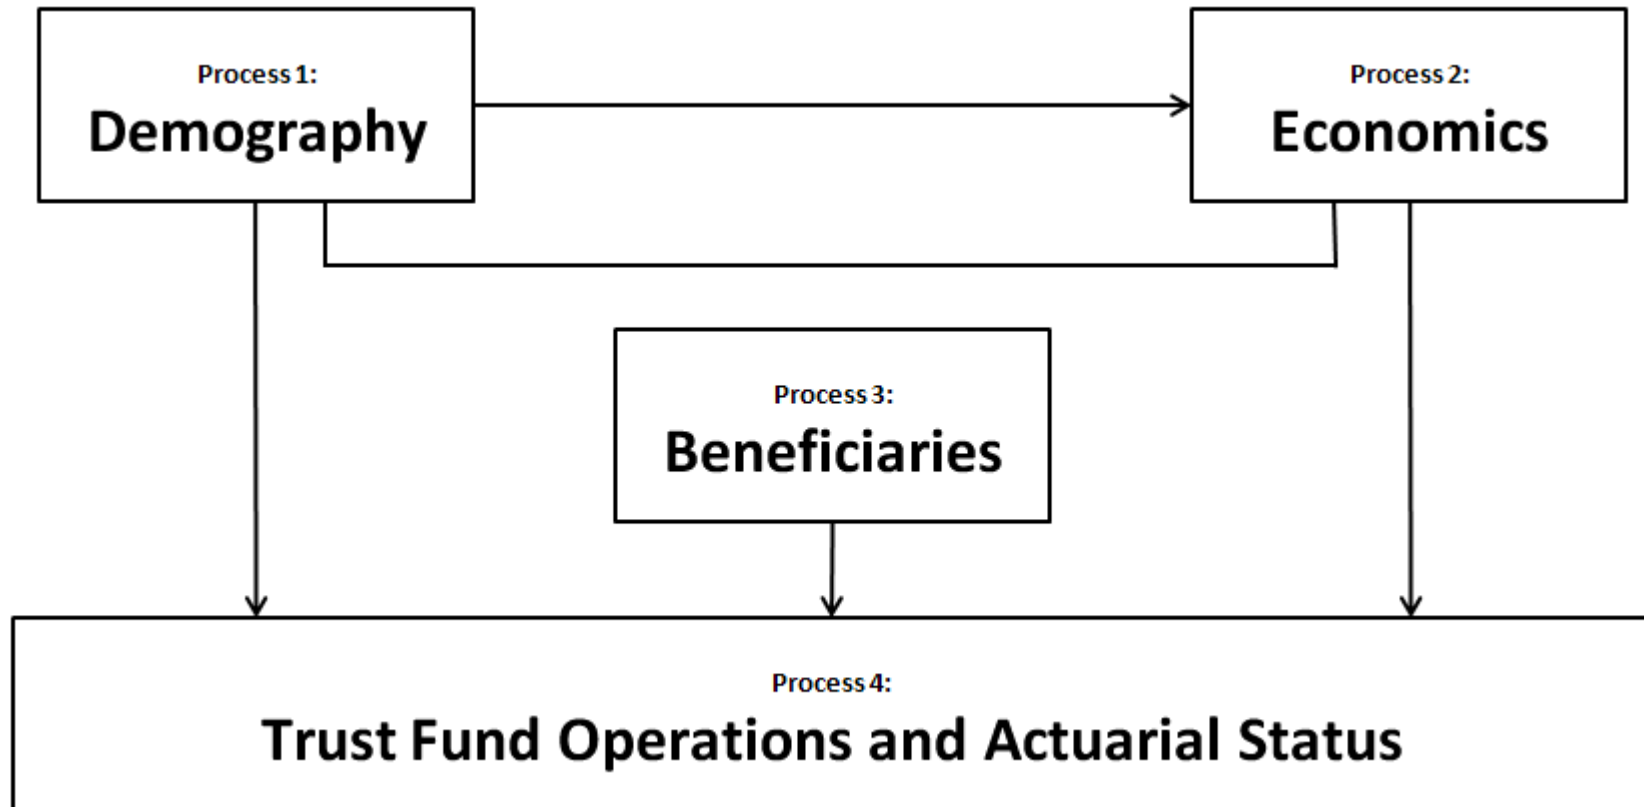 Process 1:
Demography
Process 2:
Economics
Process 3:
Beneficiaries
Process 4:
Trust Fund Operations and Actuarial Status